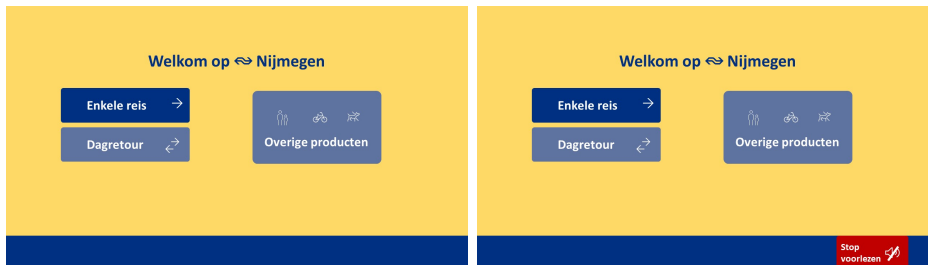 Welkom op Nijmegen
Enkele reis
Dagretour
Overige producten
Welkom op Nijmegen
Enkele reis
Dagretour
Overige producten
Stop
voorlezen